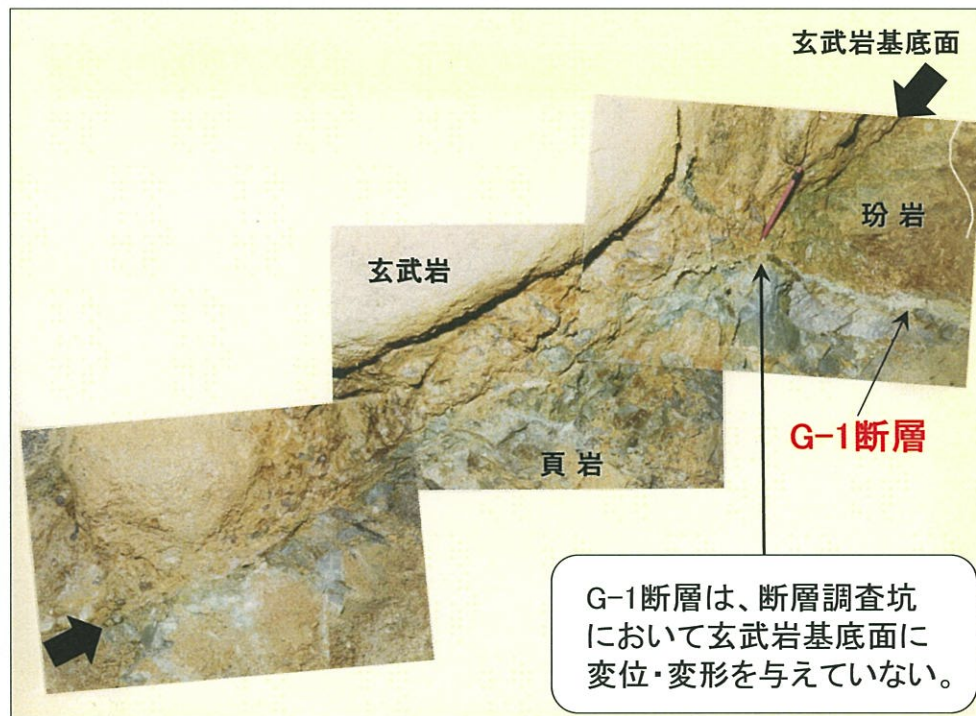 玄武岩基底面
玢 岩
玄武岩
G-1断層
頁 岩
G-1断層は、断層調査坑
において玄武岩基底面に
変位・変形を与えていない。